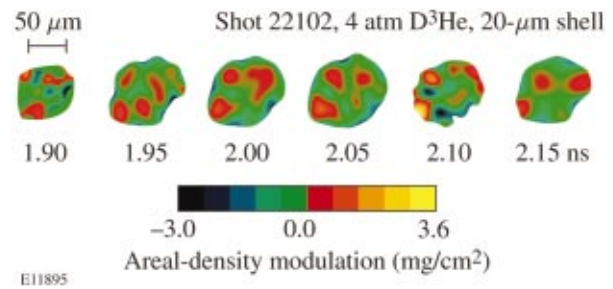 50 μm
Shot 22102, 4 atm D³He, 20-μm shell
1.90 1.95 2.00 2.05 2.10 2.15 ns
−3.0 0.0 3.6
Areal-density modulation (mg/cm²)
E11895